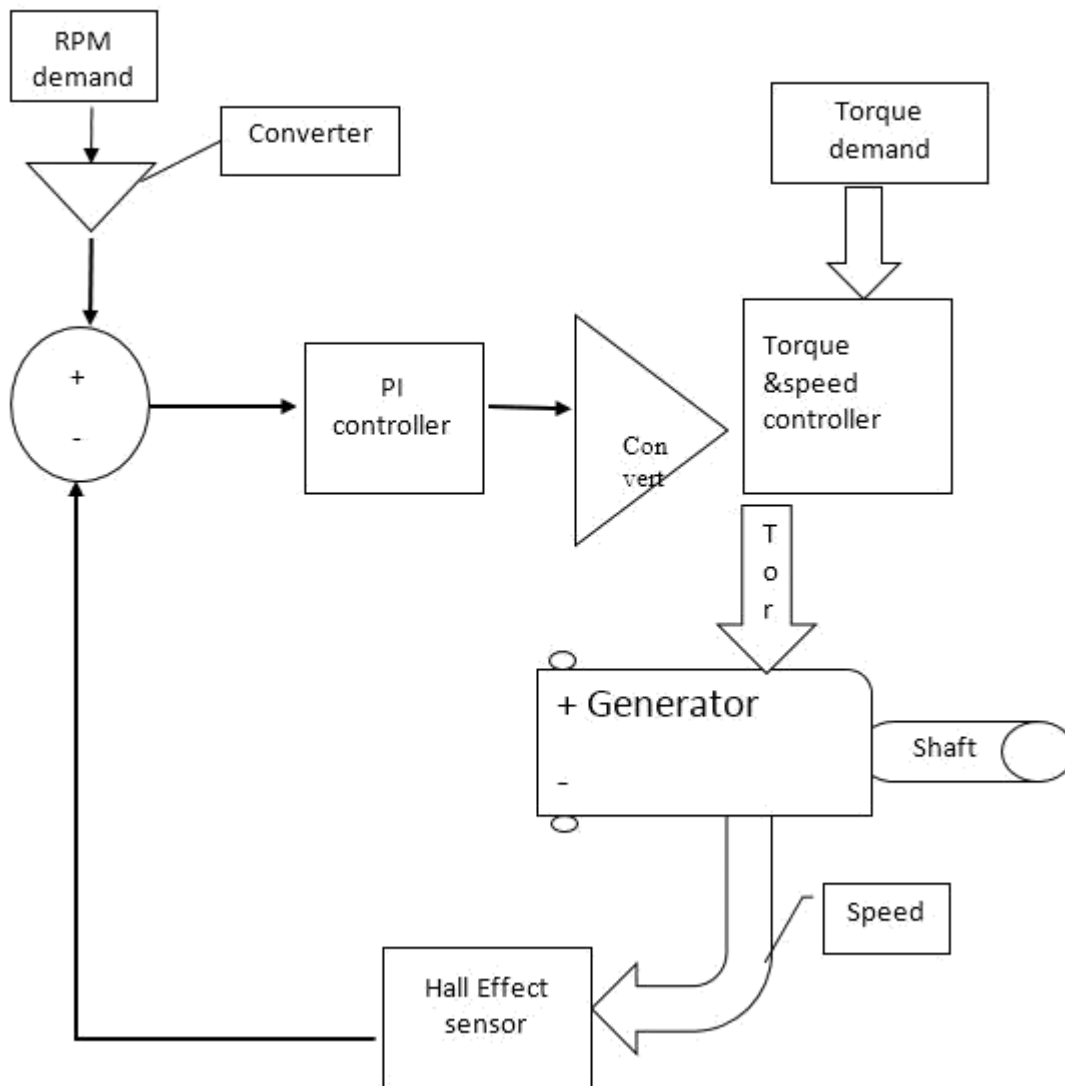 RPM
demand
Converter
Torque
demand
+
-
PI
controller
Con
vert
Torque
&speed
controller
T
o
r
+ Generator
-
Shaft
Speed
Hall Effect
sensor